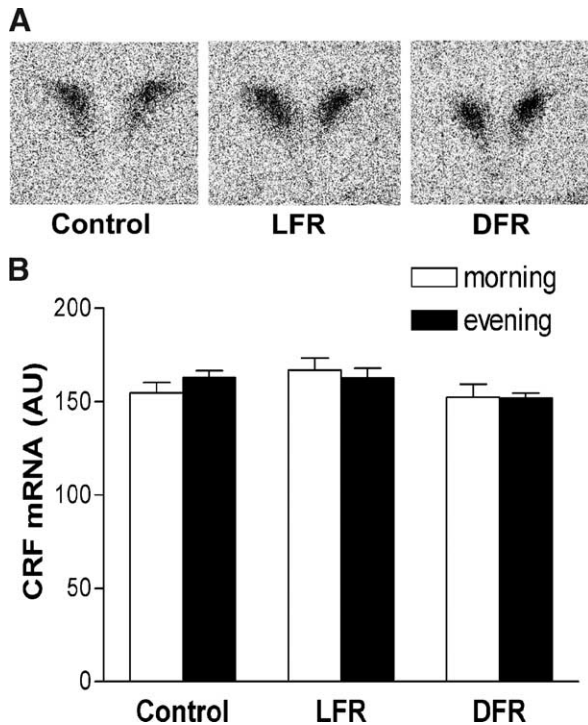 A
Control LFR DFR
B
morning
evening
CRF mRNA (AU)
200
150
100
50
0
Control LFR DFR